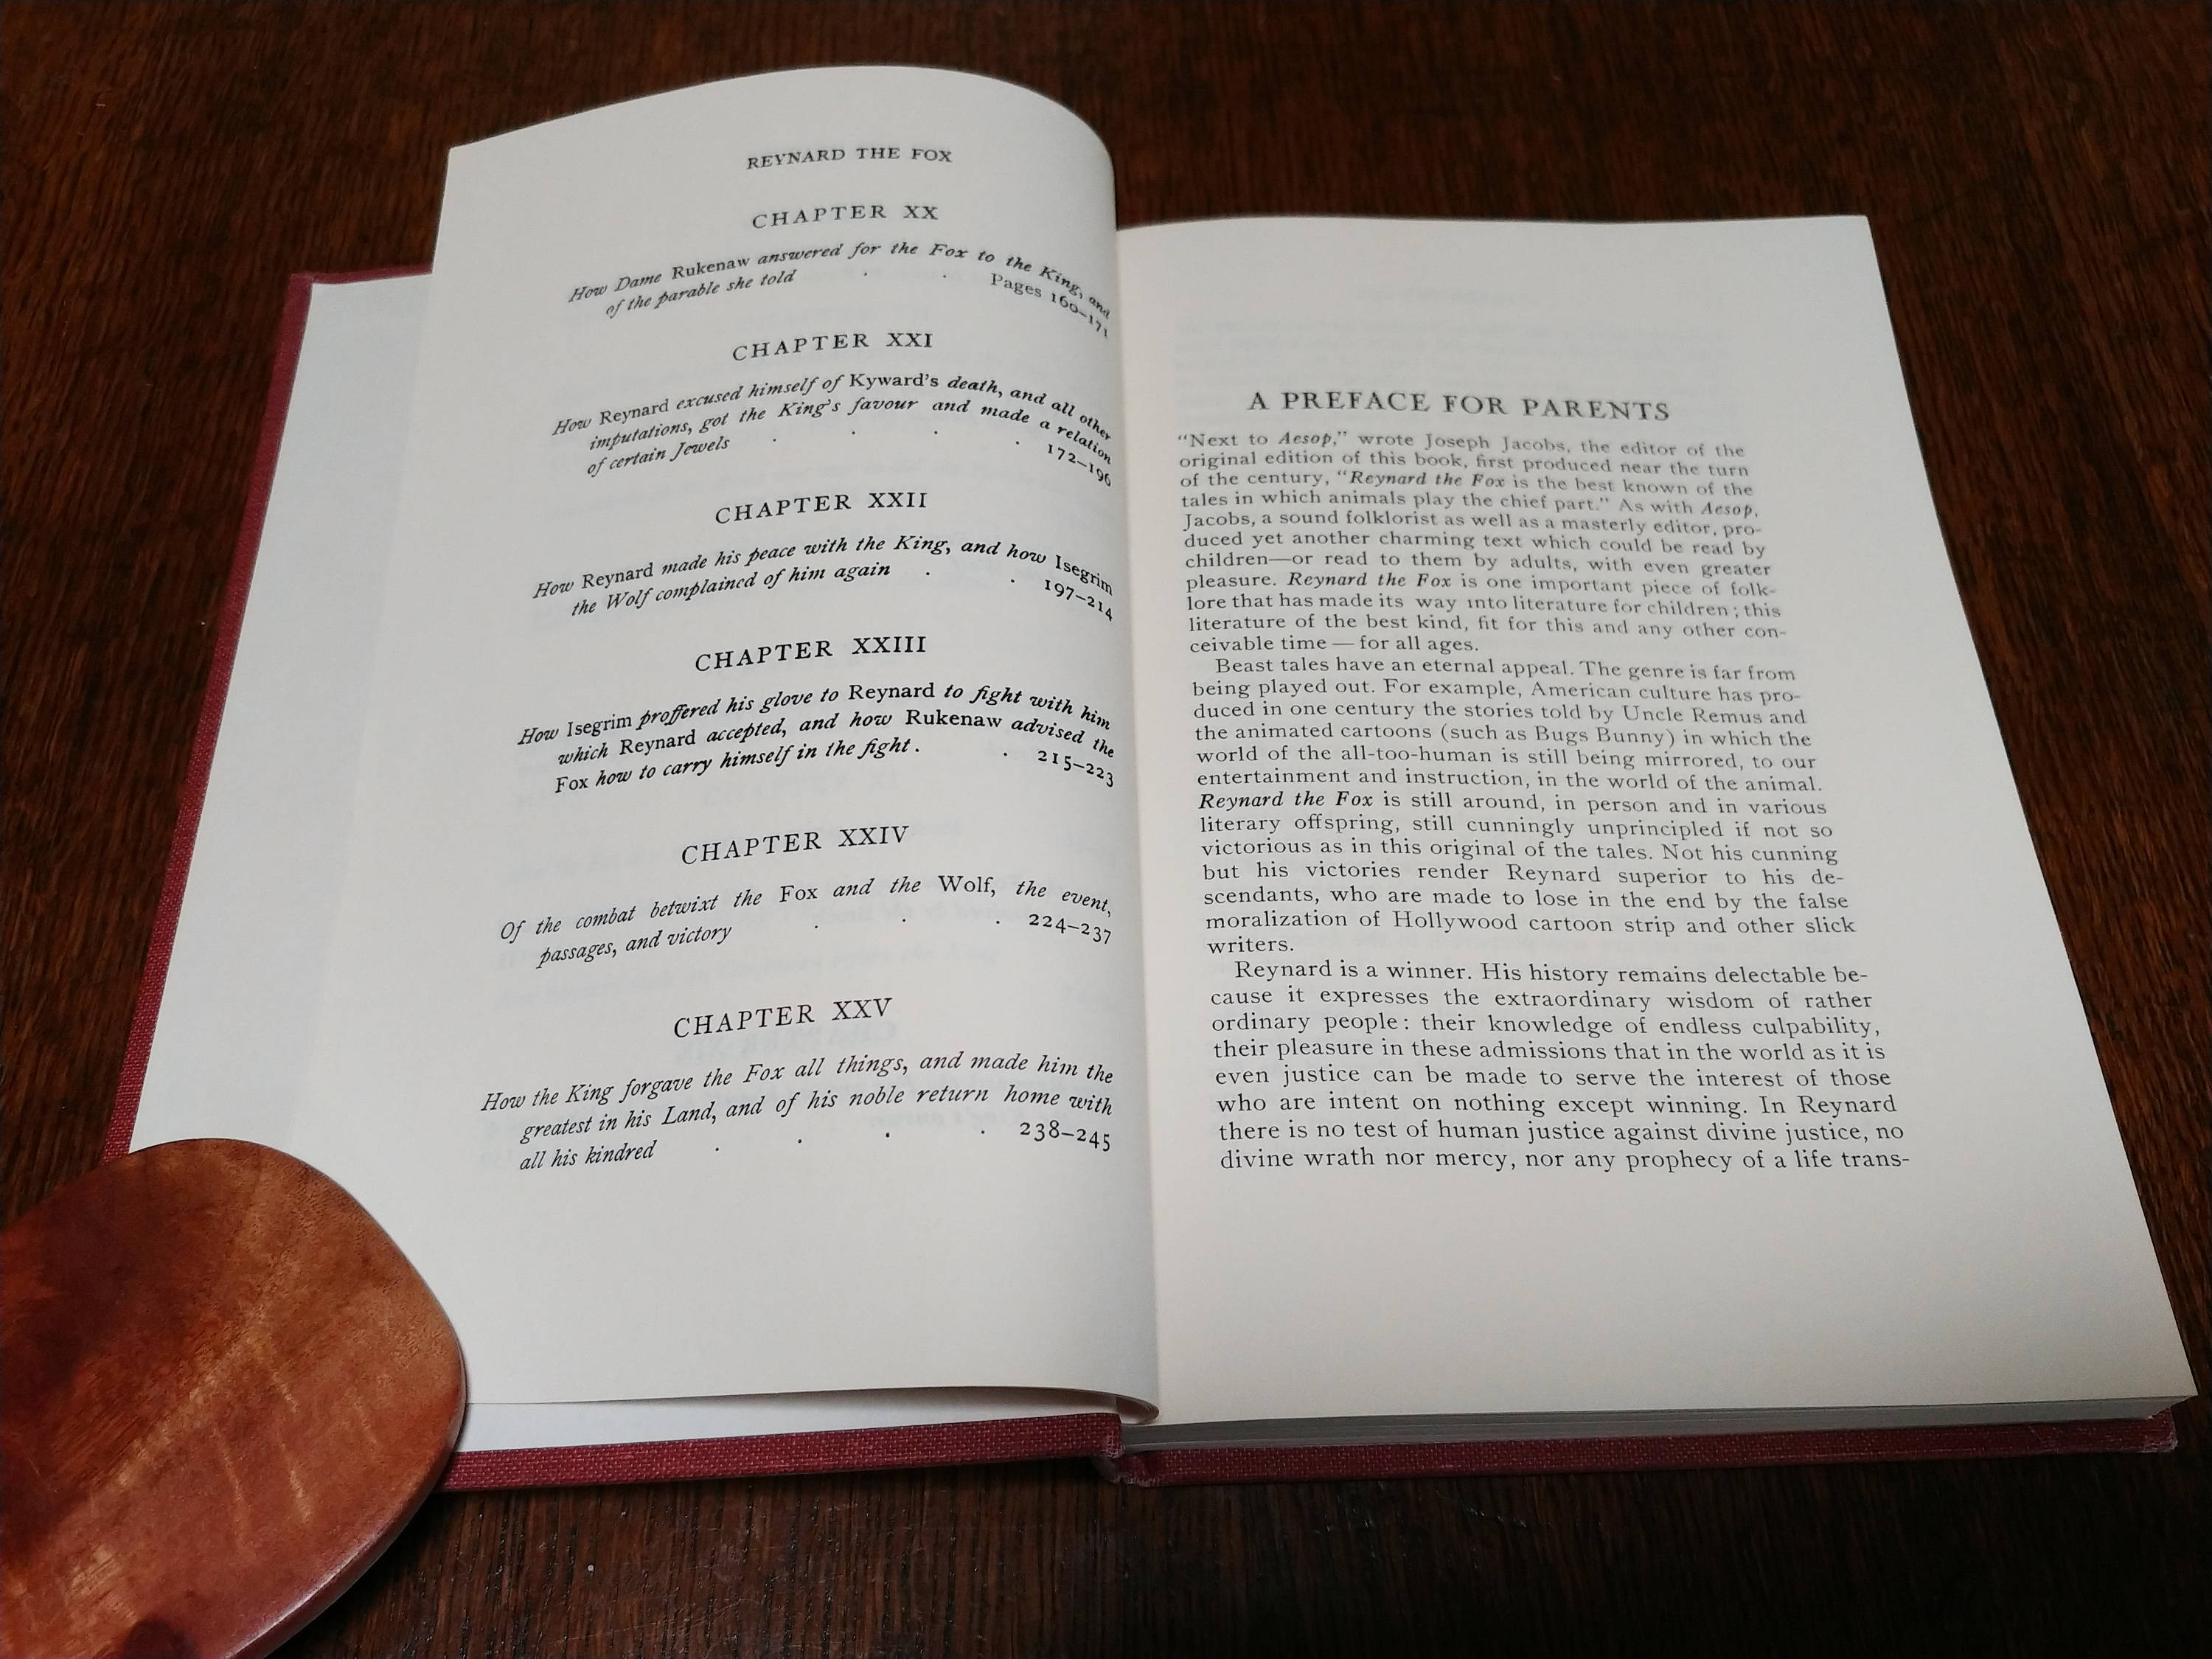 REYNARD THE FOX
CHAPTER XX
How Dame Rukenaw answered for the Fox to the King, and
of the parable she told . . Pages 160–171
CHAPTER XXI
How Reynard excused himself of Kyward's death, and all other
imputations, got the King's favour and made a relation
of certain Jewels . . . . 172–196
CHAPTER XXII
How Reynard made his peace with the King, and how Isegrim
the Wolf complained of him again . . 197–214
CHAPTER XXIII
How Isegrim proffered his glove to Reynard to fight with him
which Reynard accepted, and how Rukenaw advised the
Fox how to carry himself in the fight . . 215–223
CHAPTER XXIV
Of the combat betwixt the Fox and the Wolf, the event,
passages, and victory . . . 224–237
CHAPTER XXV
How the King forgave the Fox all things, and made him the
greatest in his Land, and of his noble return home with
all his kindred . . . . 238–245
A PREFACE FOR PARENTS
"Next to Aesop," wrote Joseph Jacobs, the editor of the
original edition of this book, first produced near the turn
of the century, "Reynard the Fox is the best known of the
tales in which animals play the chief part." As with Aesop,
Jacobs, a sound folklorist as well as a masterly editor, pro-
duced yet another charming text which could be read by
children—or read to them by adults, with even greater
pleasure. Reynard the Fox is one important piece of folk-
lore that has made its way into literature for children; this
literature of the best kind, fit for this and any other con-
ceivable time — for all ages.
Beast tales have an eternal appeal. The genre is far from
being played out. For example, American culture has pro-
duced in one century the stories told by Uncle Remus and
the animated cartoons (such as Bugs Bunny) in which the
world of the all-too-human is still being mirrored, to our
entertainment and instruction, in the world of the animal.
Reynard the Fox is still around, in person and in various
literary offspring, still cunningly unprincipled if not so
victorious as in this original of the tales. Not his cunning
but his victories render Reynard superior to his de-
scendants, who are made to lose in the end by the false
moralization of Hollywood cartoon strip and other slick
writers.
Reynard is a winner. His history remains delectable be-
cause it expresses the extraordinary wisdom of rather
ordinary people: their knowledge of endless culpability,
their pleasure in these admissions that in the world as it is
even justice can be made to serve the interest of those
who are intent on nothing except winning. In Reynard
there is no test of human justice against divine justice, no
divine wrath nor mercy, nor any prophecy of a life trans-